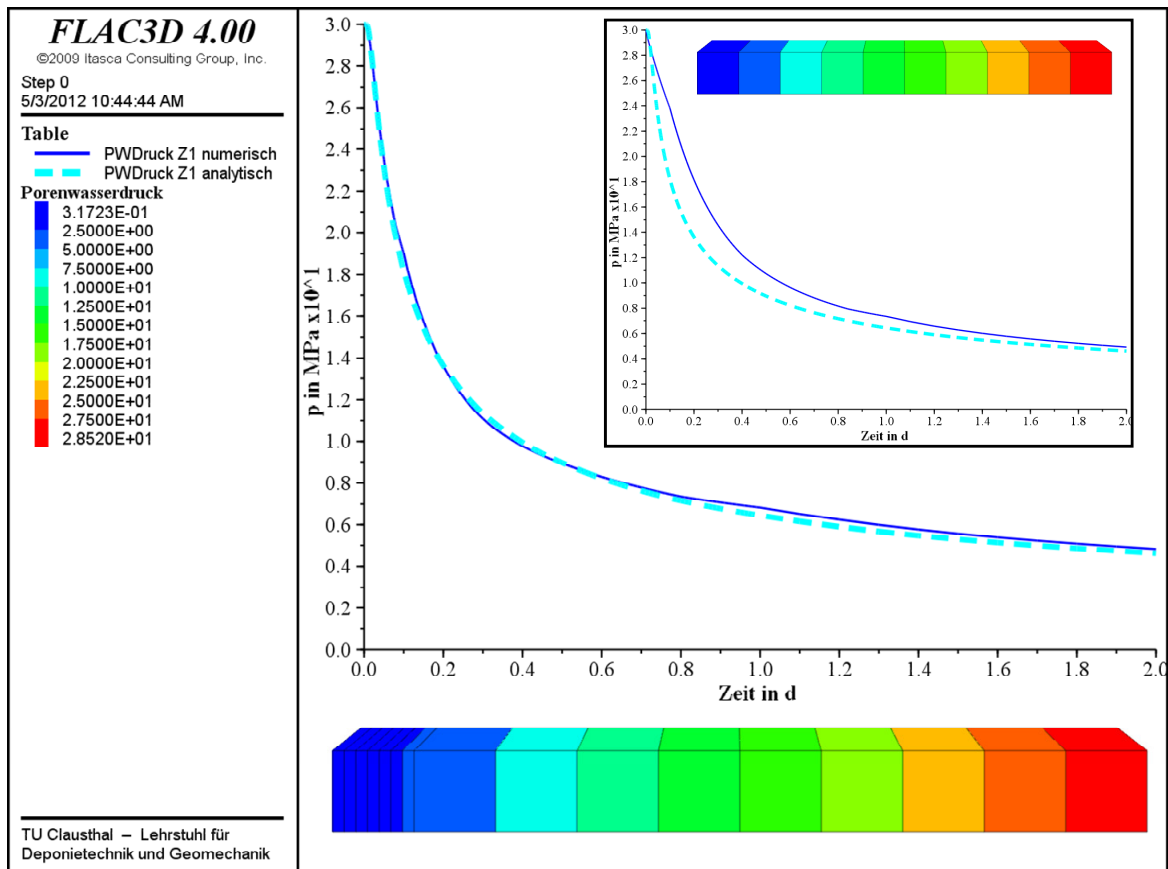 FLAC3D 4.00
©2009 Itasca Consulting Group, Inc.
Step 0
5/3/2012 10:44:44 AM
Table
PWDruck Z1 numerisch
PWDruck Z1 analytisch
Porenwasserdruck
3.1723E-01
2.5000E+00
5.0000E+00
7.5000E+00
1.0000E+01
1.2500E+01
1.5000E+01
1.7500E+01
2.0000E+01
2.2500E+01
2.5000E+01
2.7500E+01
2.8520E+01
TU Clausthal – Lehrstuhl für
Deponietechnik und Geomechanik
3.0
2.8
2.6
2.4
2.2
2.0
1.8
1.6
1.4
1.2
1.0
0.8
0.6
0.4
0.2
0.0
p in MPa x10^1
0.0 0.2 0.4 0.6 0.8 1.0 1.2 1.4 1.6 1.8 2.0
Zeit in d
3.0
2.8
2.6
2.4
2.2
2.0
1.8
1.6
1.4
1.2
1.0
0.8
0.6
0.4
0.2
0.0
p in MPa x10^1
0.0 0.2 0.4 0.6 0.8 1.0 1.2 1.4 1.6 1.8 2.0
Zeit in d